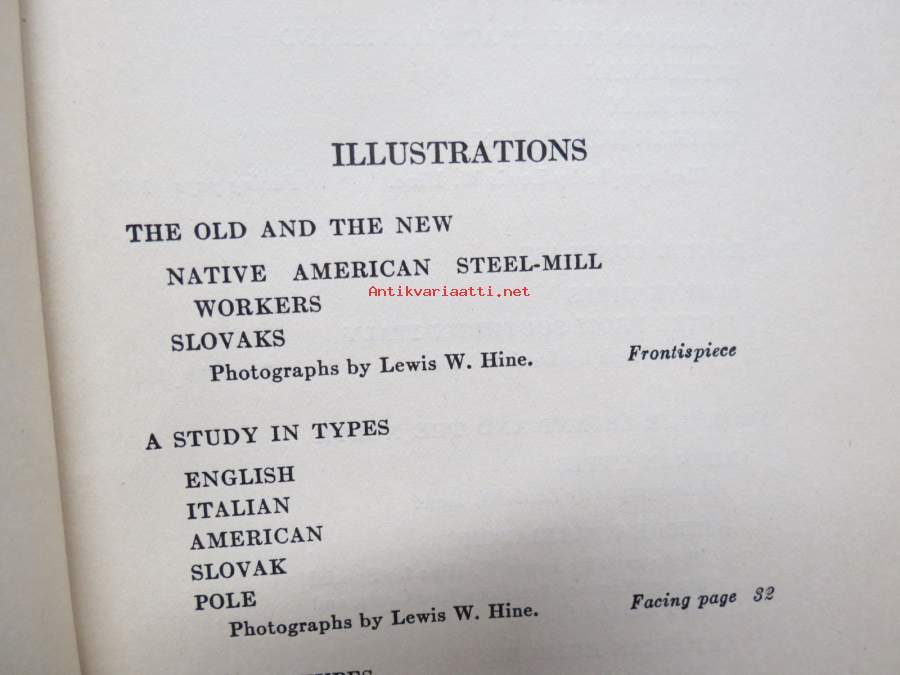 ILLUSTRATIONS
THE OLD AND THE NEW
NATIVE AMERICAN STEEL-MILL
WORKERS
Antikvariaatti.net
SLOVAKS
Photographs by Lewis W. Hine. Frontispiece
A STUDY IN TYPES
ENGLISH
ITALIAN
AMERICAN
SLOVAK
POLE
Photographs by Lewis W. Hine. Facing page 32